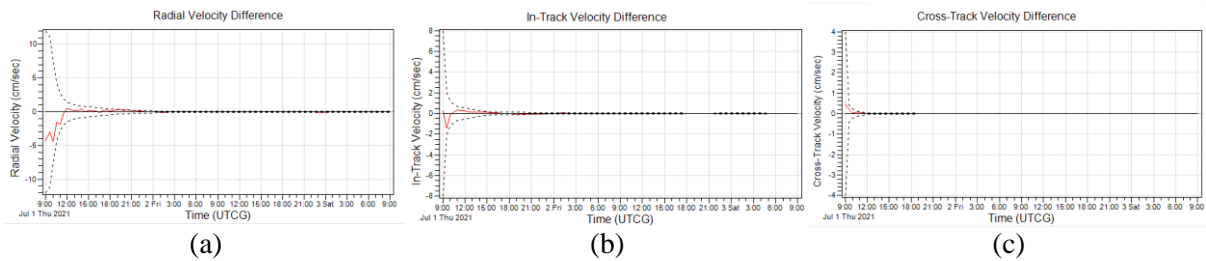 Radial Velocity Difference
Radial Velocity (cm/sec)
10
5
0
-5
-10
9:00 12:00 15:00 18:00 21:00 2 Fri 3:00 6:00 9:00 12:00 15:00 18:00 21:00 3 Sat 3:00 6:00 9:00
Jul 1 Thu 2021
Time (UTCG)
(a)
In-Track Velocity Difference
In-Track Velocity (cm/sec)
8
6
4
2
0
-2
-4
-6
-8
9:00 12:00 15:00 18:00 21:00 2 Fri 3:00 6:00 9:00 12:00 15:00 18:00 21:00 3 Sat 3:00 6:00 9:00
Jul 1 Thu 2021
Time (UTCG)
(b)
Cross-Track Velocity Difference
Cross-Track Velocity (cm/sec)
4
3
2
1
0
-1
-2
-3
-4
9:00 12:00 15:00 18:00 21:00 2 Fri 3:00 6:00 9:00 12:00 15:00 18:00 21:00 3 Sat 3:00 6:00 9:00
Jul 1 Thu 2021
Time (UTCG)
(c)